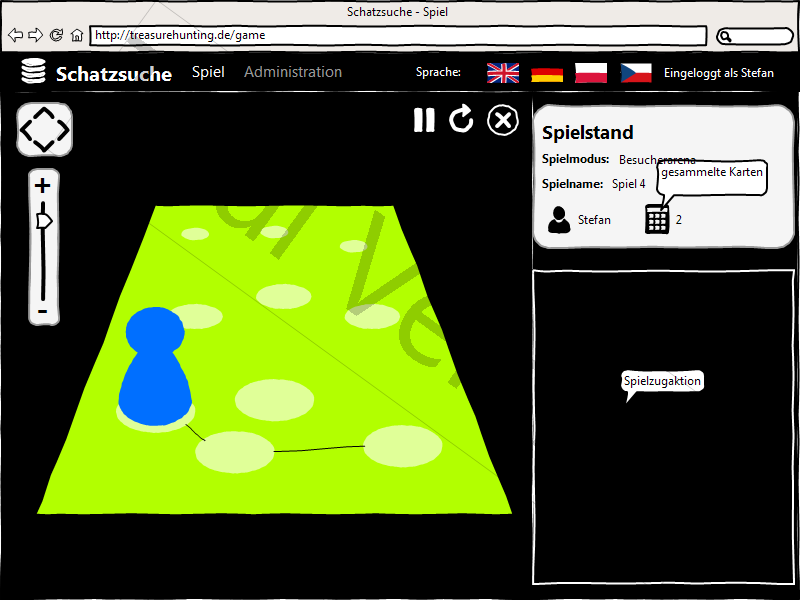 Schatzsuche - Spiel
http://treasurehunting.de/game
Schatzsuche Spiel Administration Sprache: Eingeloggt als Stefan
Spielstand
Spielmodus: Besucherarena
gesammelte Karten
Spielname: Spiel 4
Stefan 2
+
-
Spielzugaktion